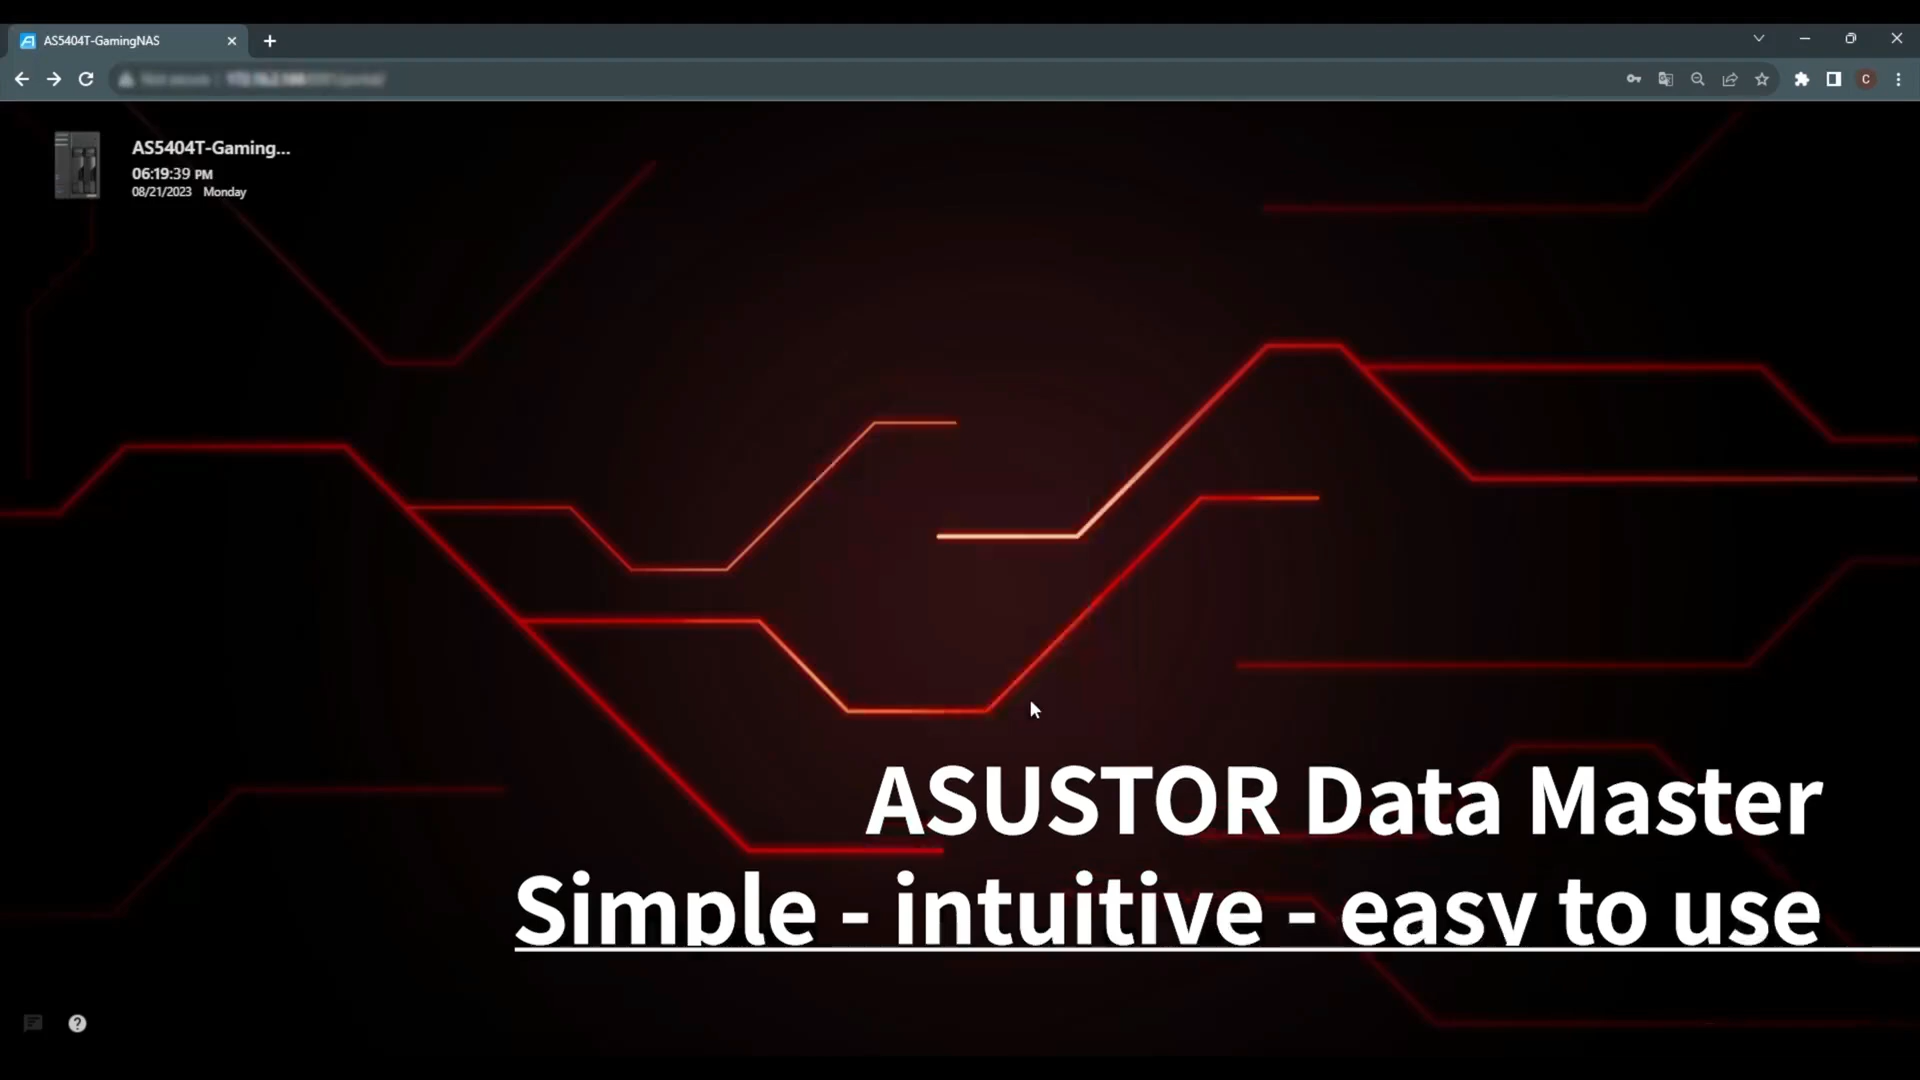 AS5404T-GamingNAS
C
AS5404T-Gaming...
06:19:39 PM
08/21/2023 Monday
ASUSTOR Data Master
Simple - intuitive - easy to use